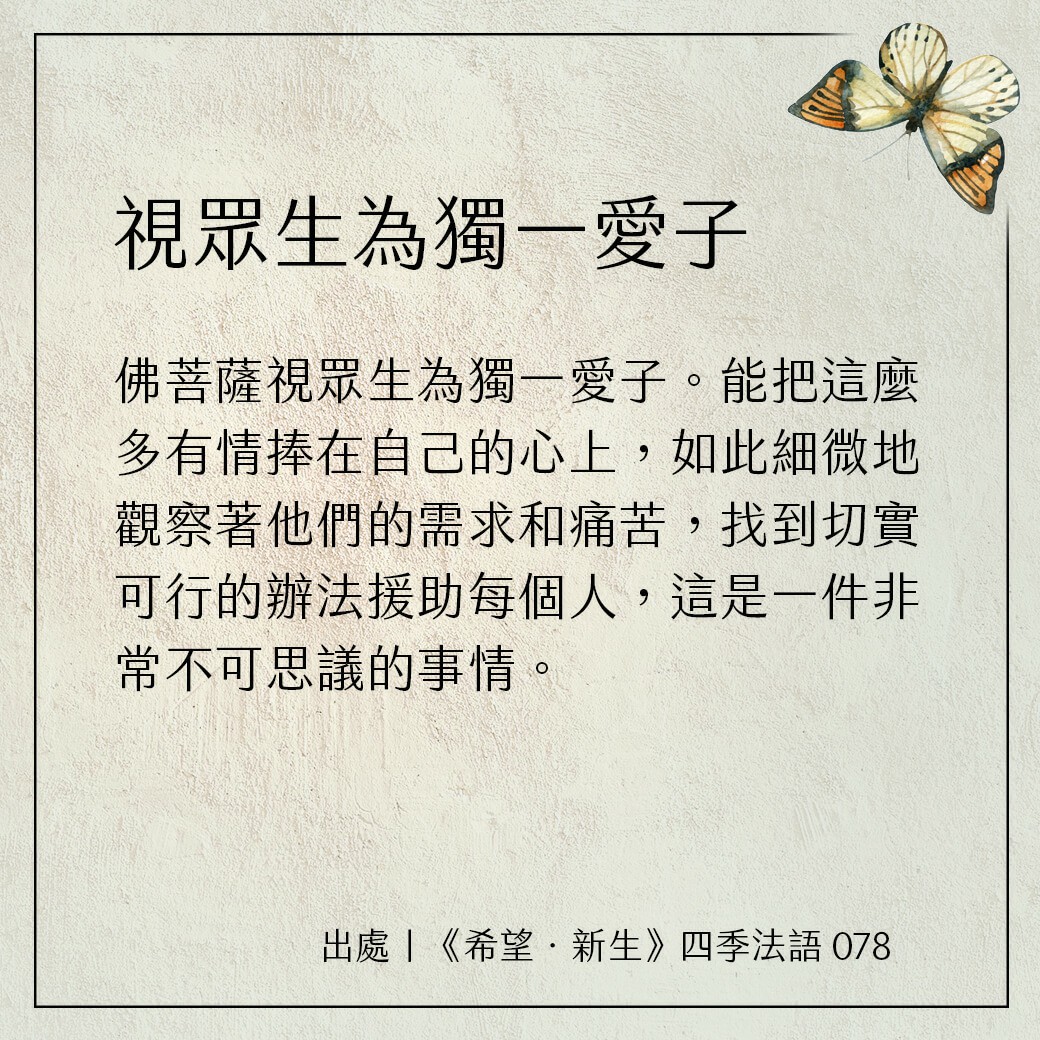 視眾生為獨一愛子
佛菩薩視眾生為獨一愛子。能把這麼
多有情捧在自己的心上，如此細微地
觀察著他們的需求和痛苦，找到切實
可行的辦法援助每個人，這是一件非
常不可思議的事情。
出處｜《希望．新生》四季法語 078